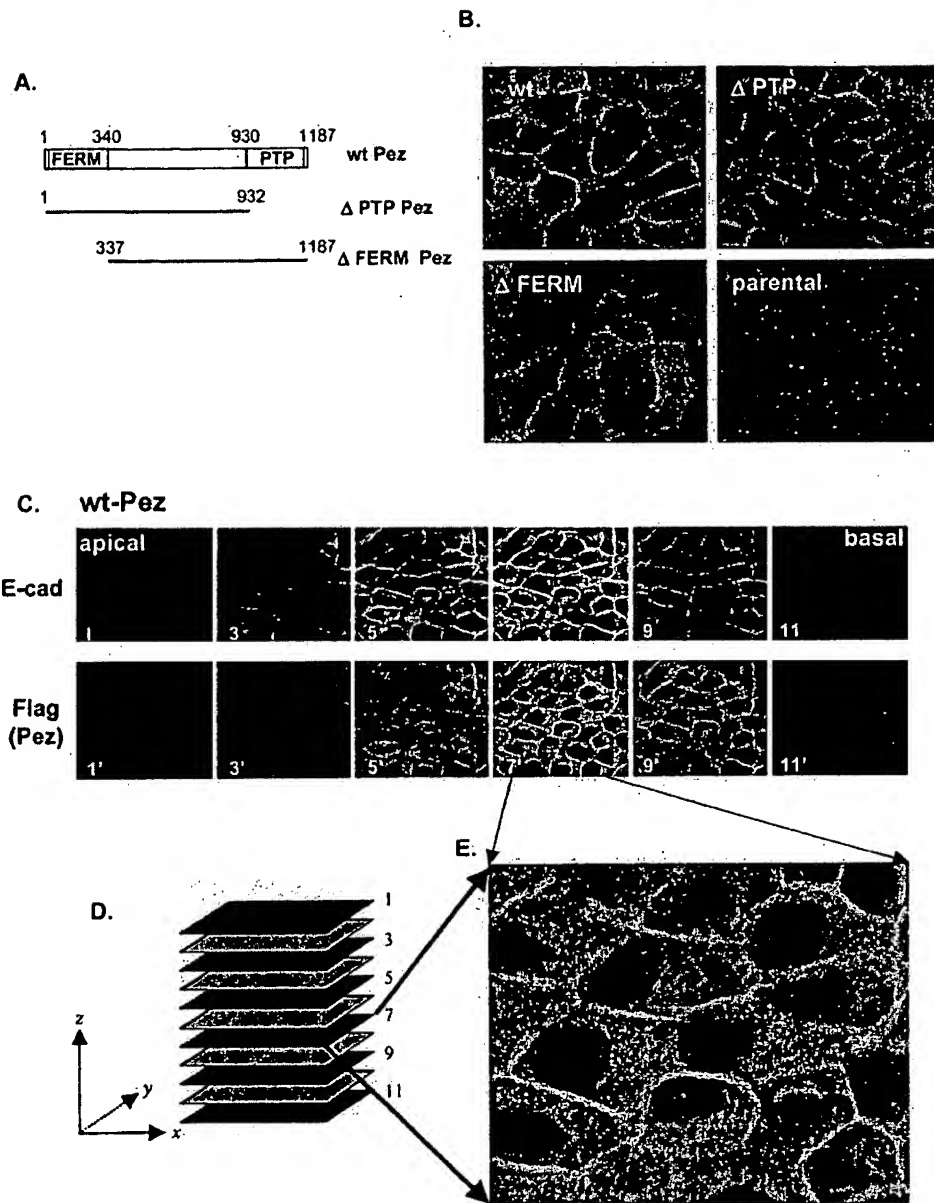 A.
1 340 930 1187
FERM PTP wt Pez
1 932
Δ PTP Pez
337 1187
Δ FERM Pez
B.
wt Δ PTP
Δ FERM parental
C. wt-Pez
E-cad
apical basal
1 3 5 7 9 11
Flag
(Pez)
1' 3' 5' 7' 9' 11'
D.
1
3
5
7
9
11
z
y
x
E.